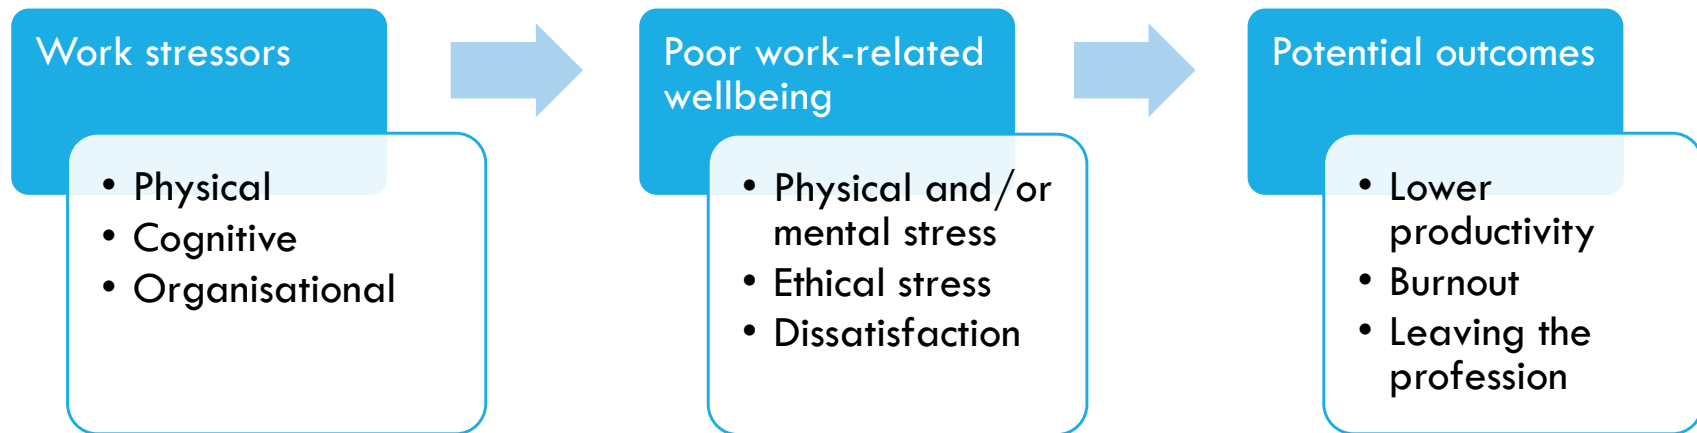 Work stressors
• Physical
• Cognitive
• Organisational
Poor work-related
wellbeing
• Physical and/or
mental stress
• Ethical stress
• Dissatisfaction
Potential outcomes
• Lower
productivity
• Burnout
• Leaving the
profession